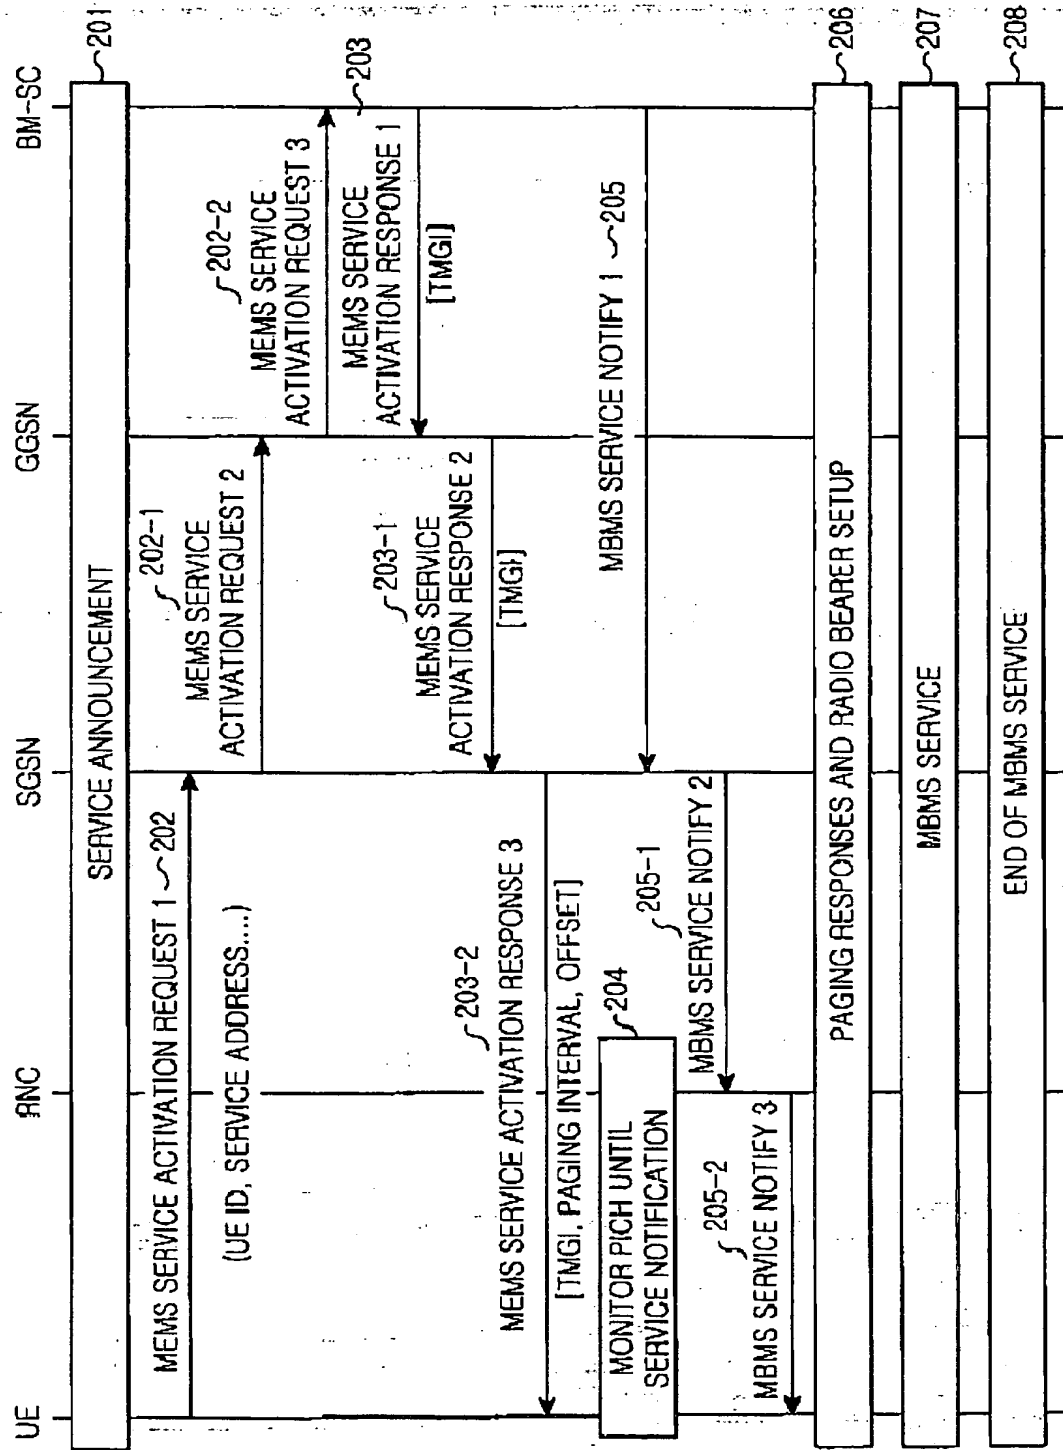 UE
RNC
SGSN
GGSN
BM-SC
SERVICE ANNOUNCEMENT
201
MEMS SERVICE ACTIVATION REQUEST 1
202
(UE ID, SERVICE ADDRESS....)
202-1
MEMS SERVICE
ACTIVATION REQUEST 2
202-2
MEMS SERVICE
ACTIVATION REQUEST 3
203
MEMS SERVICE
ACTIVATION RESPONSE 1
[TMGI]
203-1
MEMS SERVICE
ACTIVATION RESPONSE 2
[TMGI]
203-2
MEMS SERVICE ACTIVATION RESPONSE 3
[TMGI, PAGING INTERVAL, OFFSET]
204
MONITOR PICH UNTIL
SERVICE NOTIFICATION
MBMS SERVICE NOTIFY 1
205
205-1
MBMS SERVICE NOTIFY 2
205-2
MBMS SERVICE NOTIFY 3
PAGING RESPONSES AND RADIO BEARER SETUP
206
MBMS SERVICE
207
END OF MBMS SERVICE
208